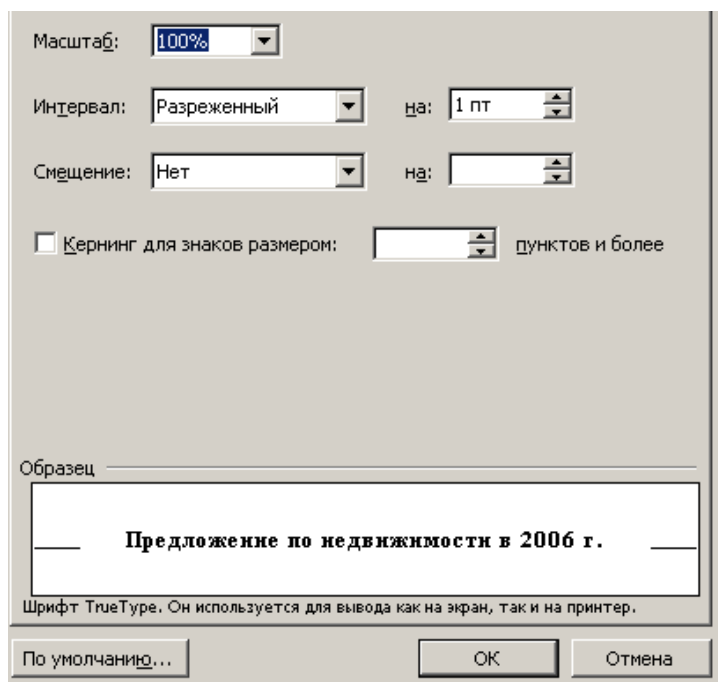 Масштаб: 100%
Интервал: Разреженный на: 1 пт
Смещение: Нет на:
Кернинг для знаков размером: пунктов и более
Образец
Предложение по недвижимости в 2006 г.
Шрифт TrueType. Он используется для вывода как на экран, так и на принтер.
По умолчанию... ОК Отмена